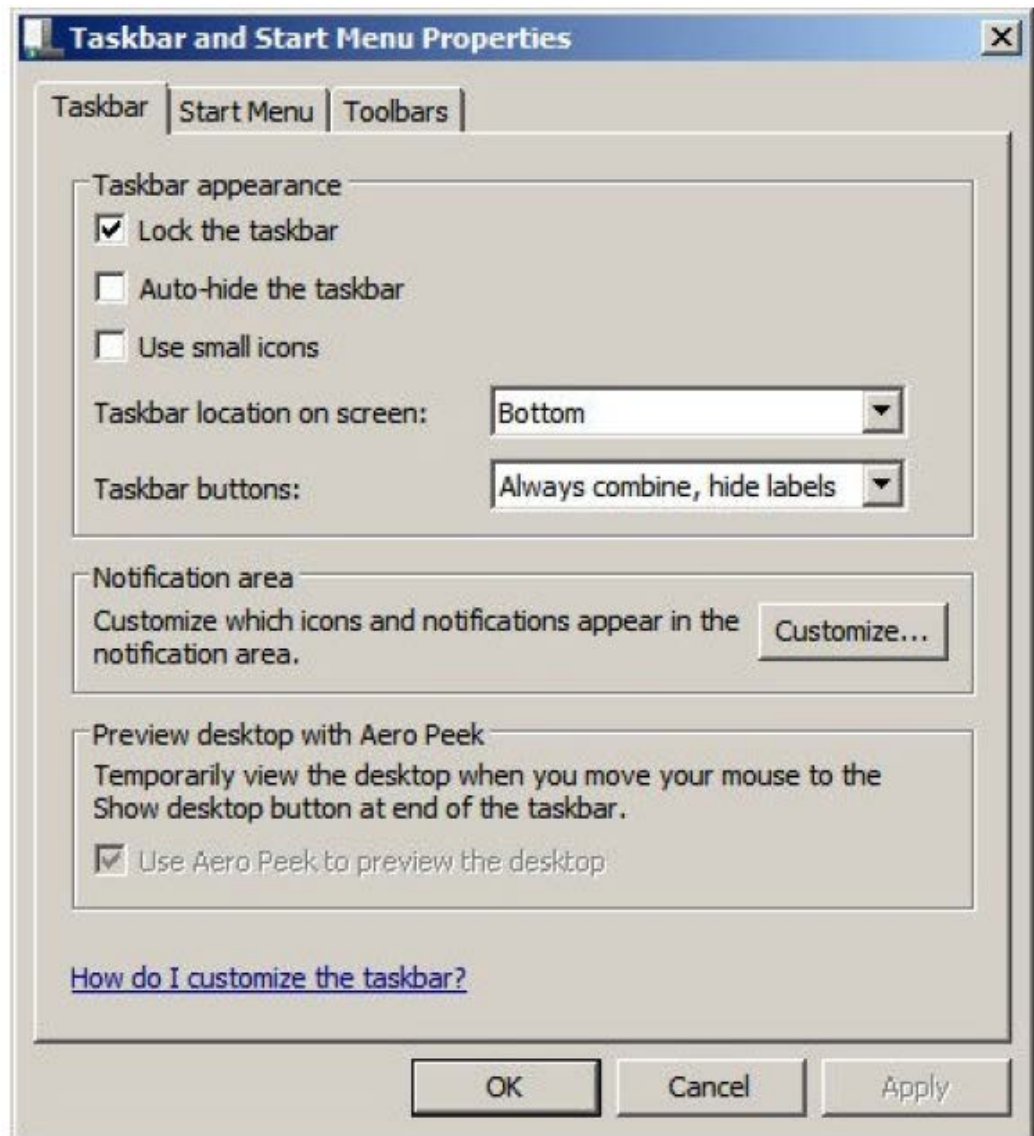 Taskbar and Start Menu Properties
Taskbar
Start Menu
Toolbars
Taskbar appearance
Lock the taskbar
Auto-hide the taskbar
Use small icons
Taskbar location on screen:
Bottom
Taskbar buttons:
Always combine, hide labels
Notification area
Customize which icons and notifications appear in the
notification area.
Customize...
Preview desktop with Aero Peek
Temporarily view the desktop when you move your mouse to the
Show desktop button at end of the taskbar.
Use Aero Peek to preview the desktop
How do I customize the taskbar?
OK
Cancel
Apply